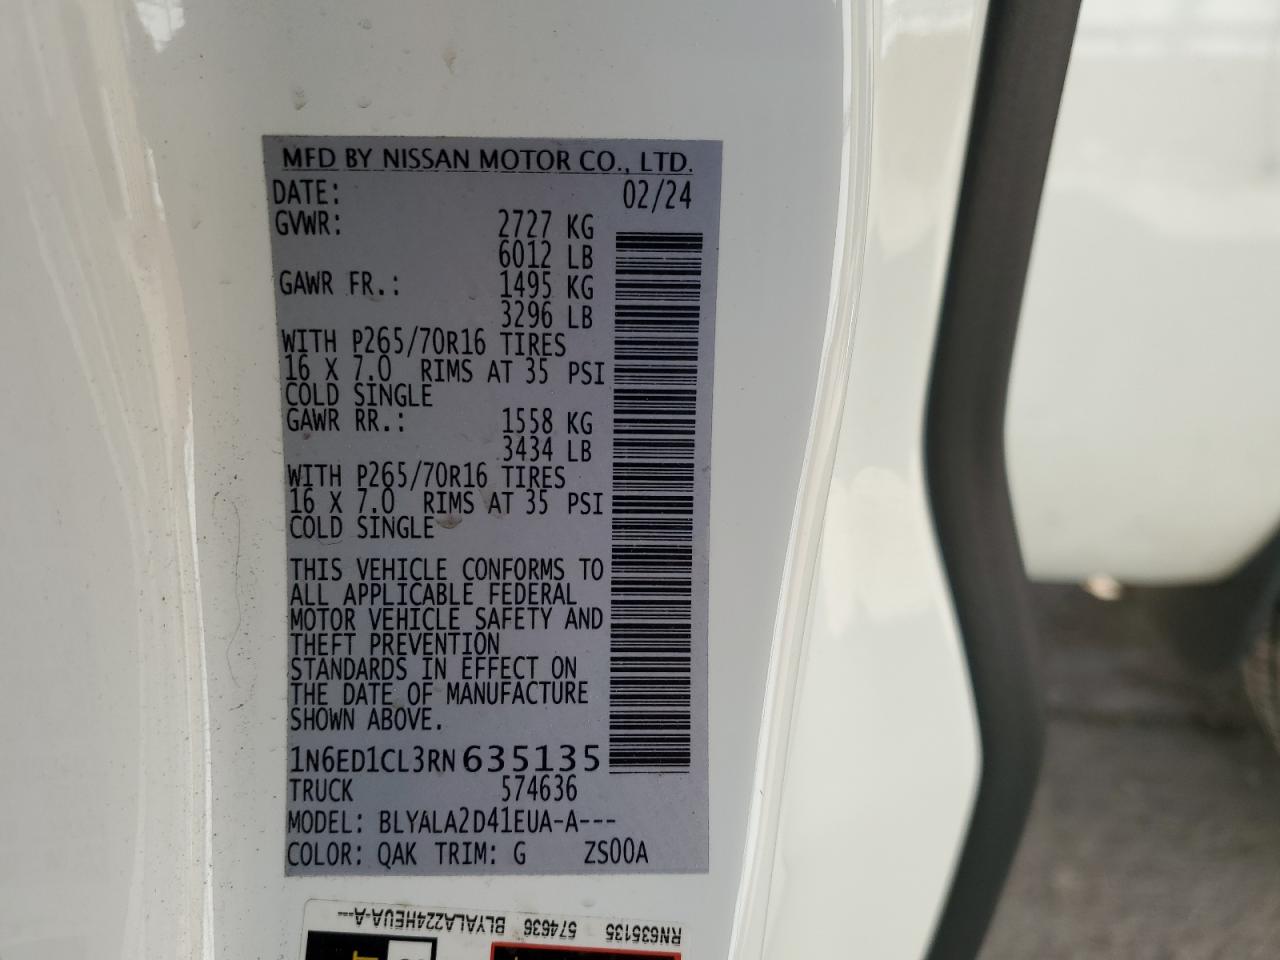 MFD BY NISSAN MOTOR CO., LTD.
DATE: 02/24
GVWR: 2727 KG
6012 LB
GAWR FR.: 1495 KG
3296 LB
WITH P265/70R16 TIRES
16 X 7.0 RIMS AT 35 PSI
COLD SINGLE
GAWR RR.: 1558 KG
3434 LB
WITH P265/70R16 TIRES
16 X 7.0 RIMS AT 35 PSI
COLD SINGLE
THIS VEHICLE CONFORMS TO
ALL APPLICABLE FEDERAL
MOTOR VEHICLE SAFETY AND
THEFT PREVENTION
STANDARDS IN EFFECT ON
THE DATE OF MANUFACTURE
SHOWN ABOVE.
1N6ED1CL3RN635135
TRUCK 574636
MODEL: BLYALA2D41EUA-A---
COLOR: QAK TRIM: G ZS00A
RN635135 574636 BLYALA224HEUA-A---